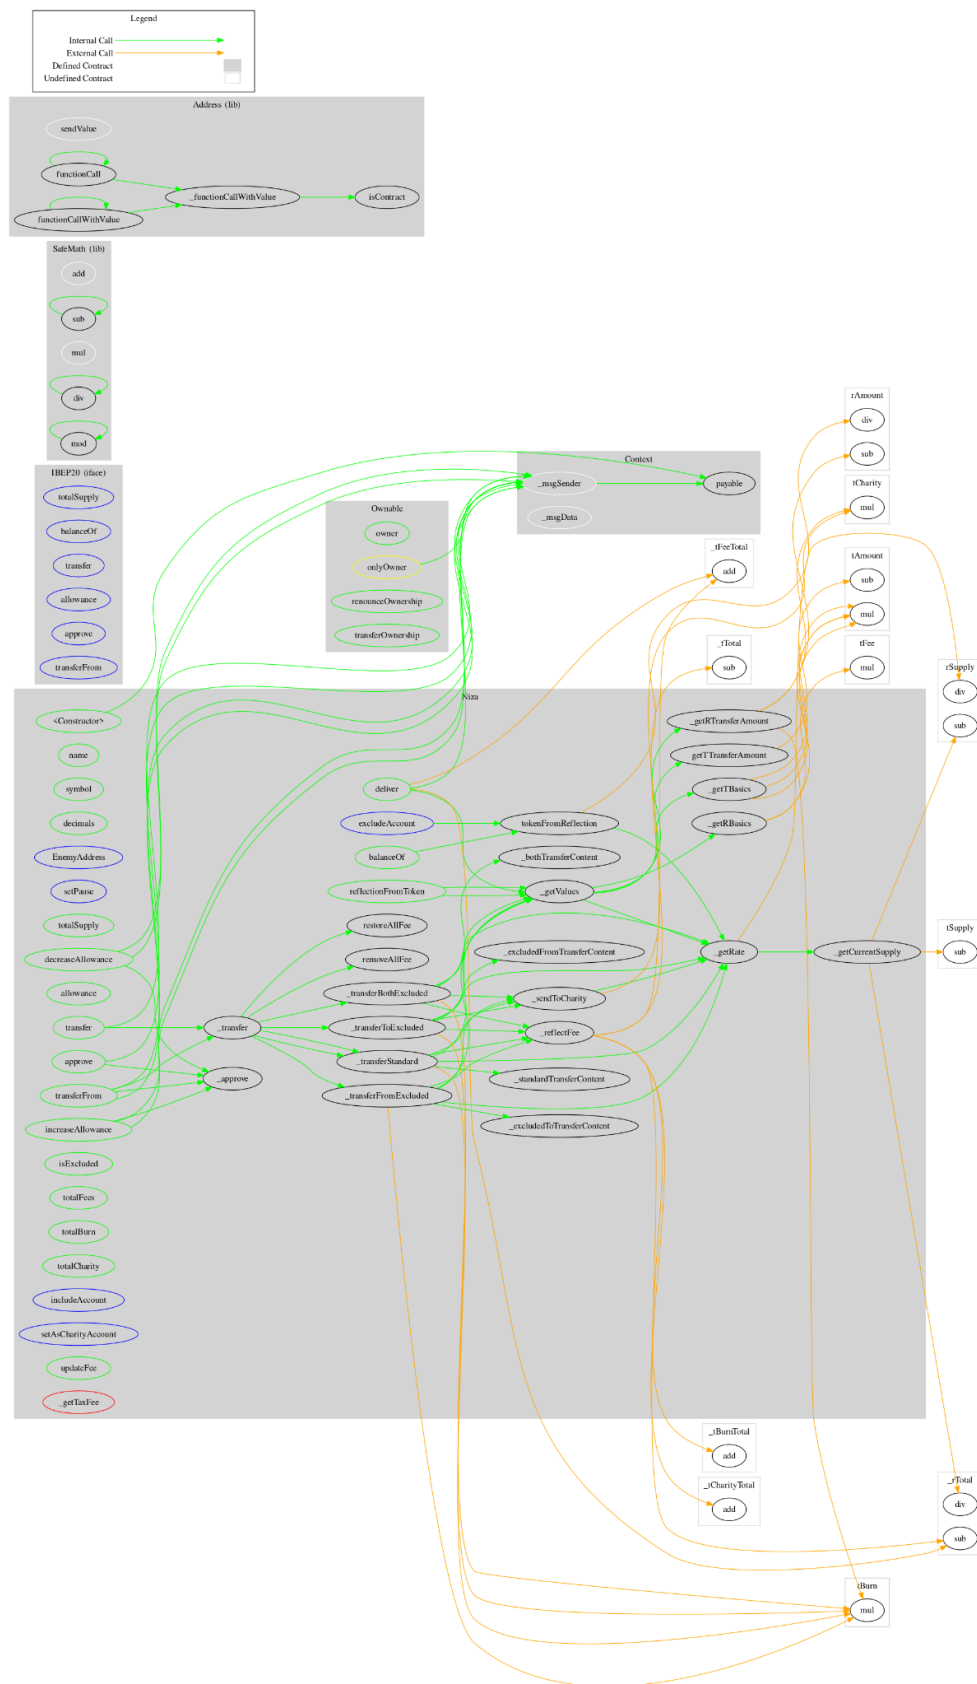 Legend
Internal Call
External Call
Defined Contract
Undefined Contract
Address (lib)
sendValue
functionCall
_functionCallWithValue
isContract
functionCallWithValue
SafeMath (lib)
add
sub
mul
div
mod
IBEP20 (iface)
totalSupply
balanceOf
transfer
allowance
approve
transferFrom
Context
_msgSender
payable
_msgData
Ownable
owner
onlyOwner
renounceOwnership
transferOwnership
rAmount
div
sub
tCharity
mul
tAmount
sub
mul
tFee
mul
_tFeeTotal
add
_tTotal
sub
rSupply
div
sub
Niza
<Constructor>
name
symbol
decimals
EnemyAddress
setPause
totalSupply
decreaseAllowance
allowance
transfer
approve
transferFrom
increaseAllowance
isExcluded
totalFees
totalBurn
totalCharity
includeAccount
setAsCharityAccount
updateFee
_getTaxFee
_transfer
_approve
deliver
excludeAccount
balanceOf
reflectionFromToken
restoreAllFee
removeAllFee
_transferBothExcluded
_transferToExcluded
_transferStandard
_transferFromExcluded
tokenFromReflection
_bothTransferContent
_getValues
_excludedFromTransferContent
_sendToCharity
_reflectFee
_standardTransferContent
_excludedToTransferContent
_getRTransferAmount
getTTransferAmount
_getTBasics
_getRBasics
_getRate
_getCurrentSupply
tSupply
sub
_tBurnTotal
add
_tCharityTotal
add
_rTotal
div
sub
tBurn
mul